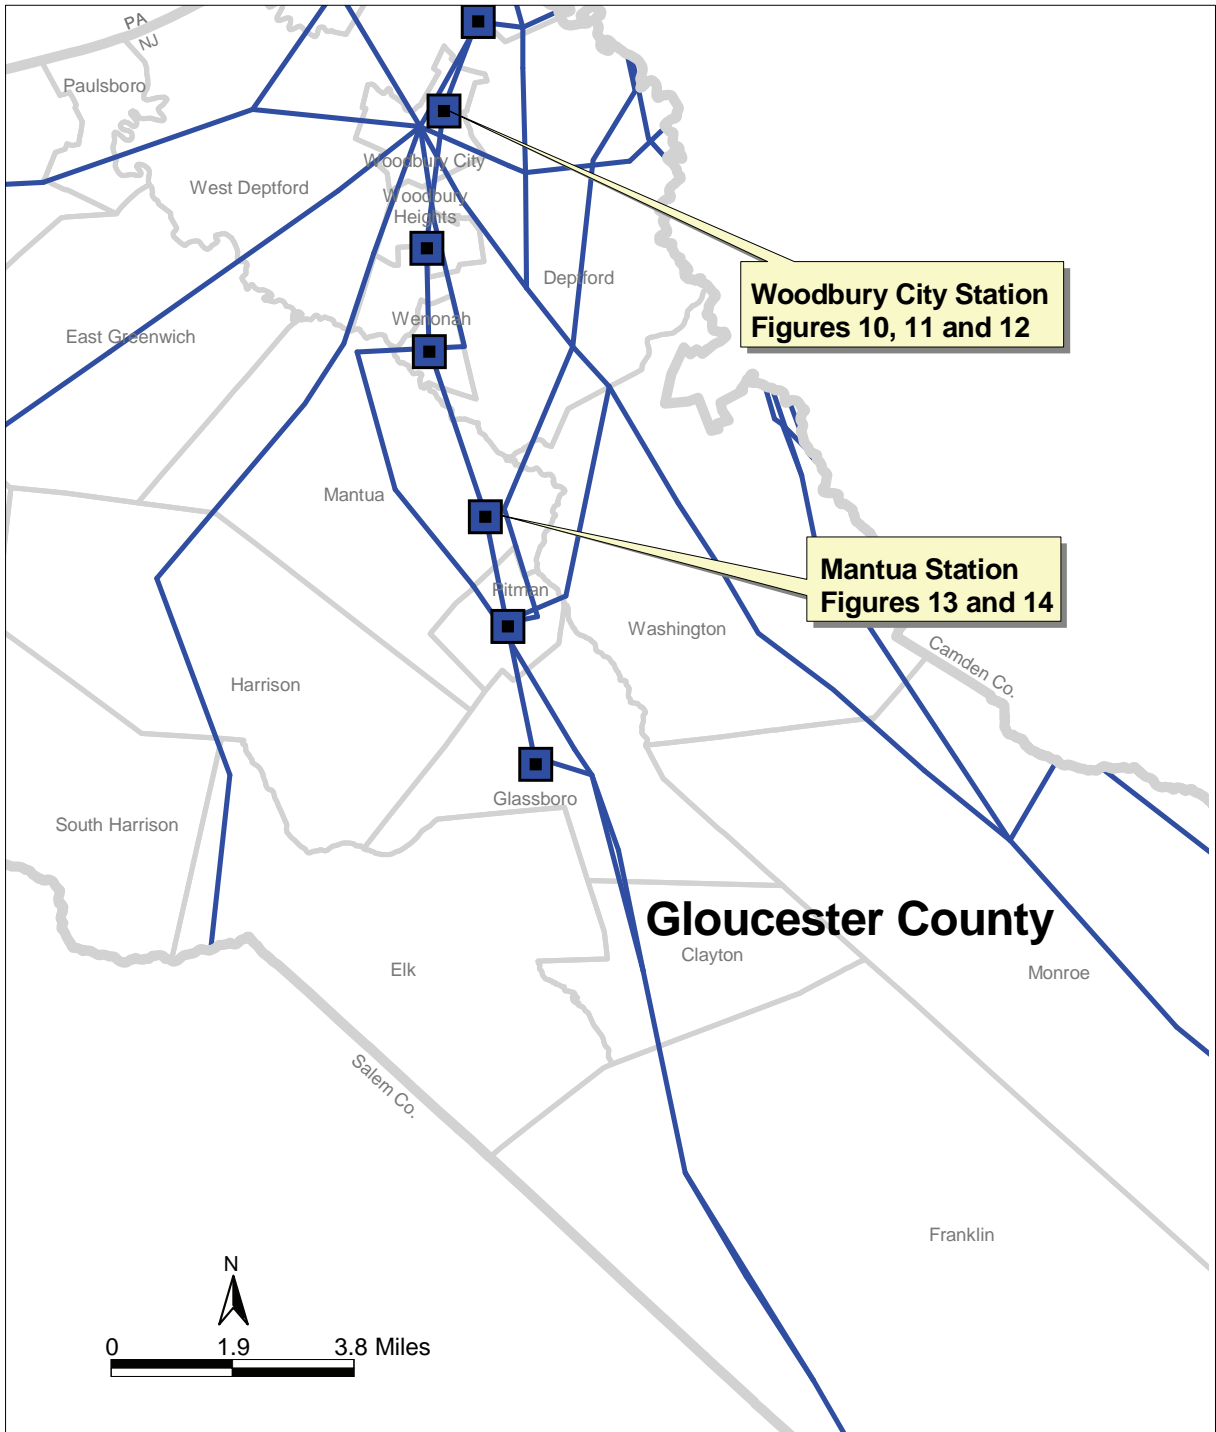 PA
NJ
Paulsboro
Woodbury City
West Deptford
Woodbury
Heights
Deptford
Woodbury City Station
Figures 10, 11 and 12
Wenonah
East Greenwich
Mantua
Mantua Station
Figures 13 and 14
Pitman
Washington
Camden Co.
Harrison
Glassboro
South Harrison
Gloucester County
Clayton
Elk
Monroe
Salem Co.
Franklin
N
0 1.9 3.8 Miles